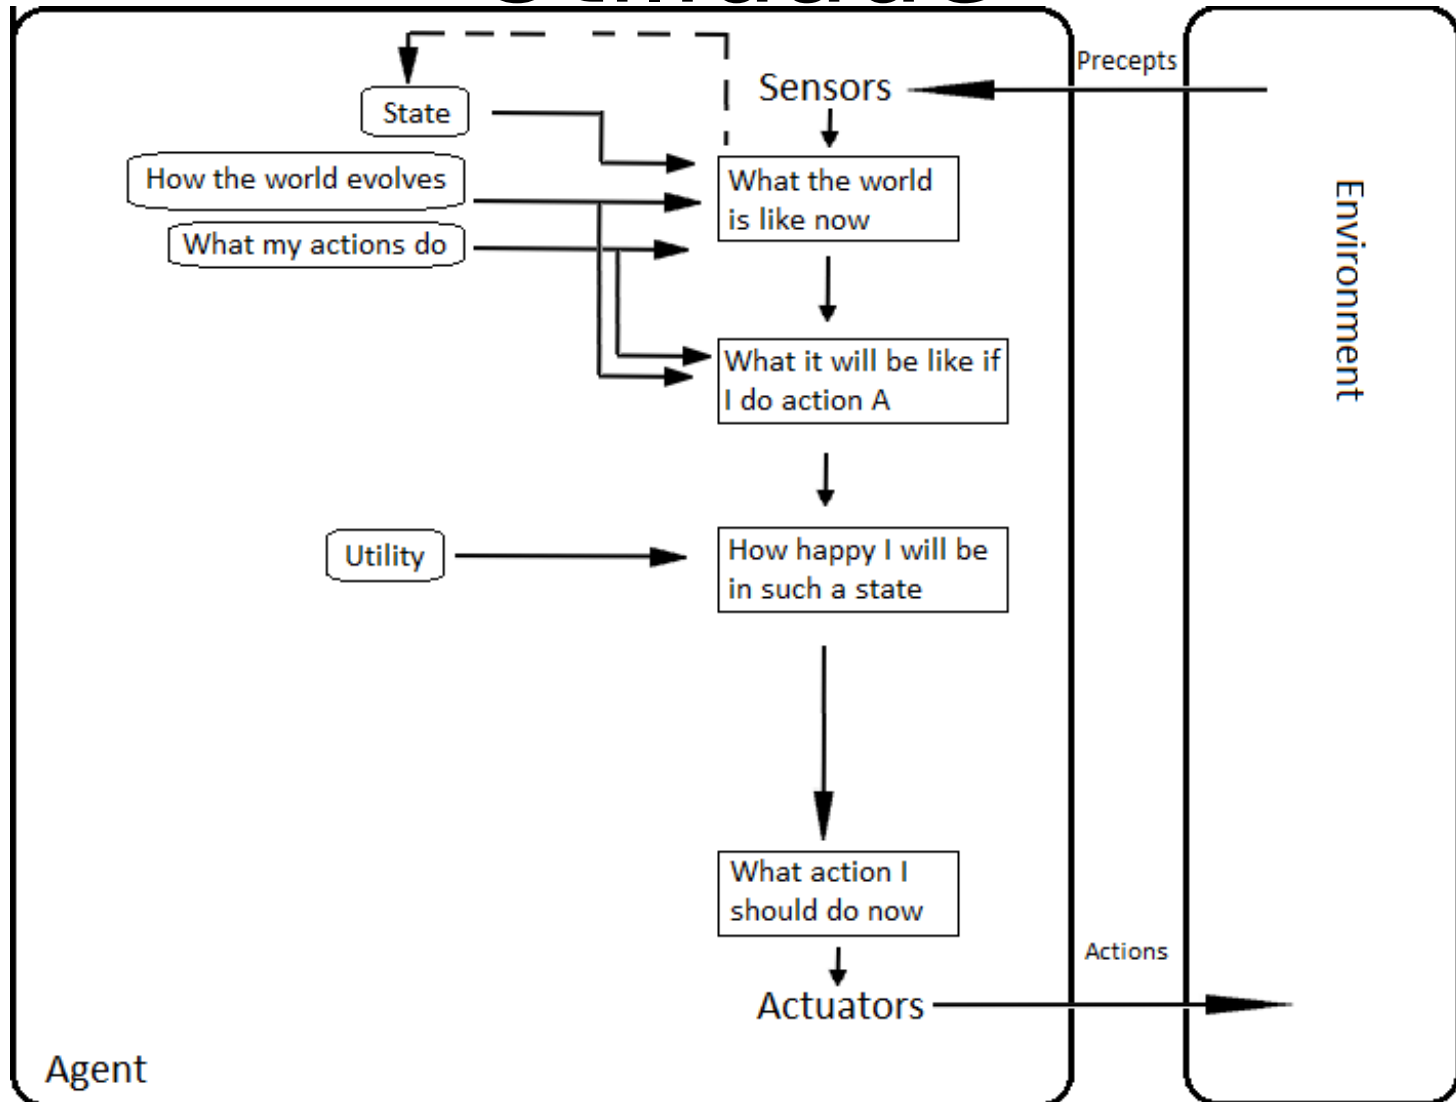 Precepts
Sensors
State
How the world evolves
What the world
is like now
What my actions do
Environment
What it will be like if
I do action A
Utility
How happy I will be
in such a state
What action I
should do now
Actions
Actuators
Agent